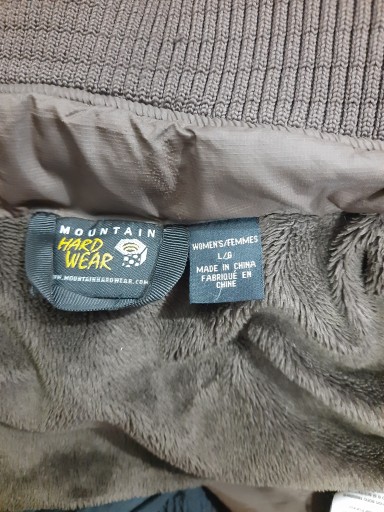 MOUNTAIN
HARD
WEAR
WWW.MOUNTAINHARDWEAR.COM
WOMEN'S/FEMMES
L/G
MADE IN CHINA
FABRIQUÉ EN
CHINE